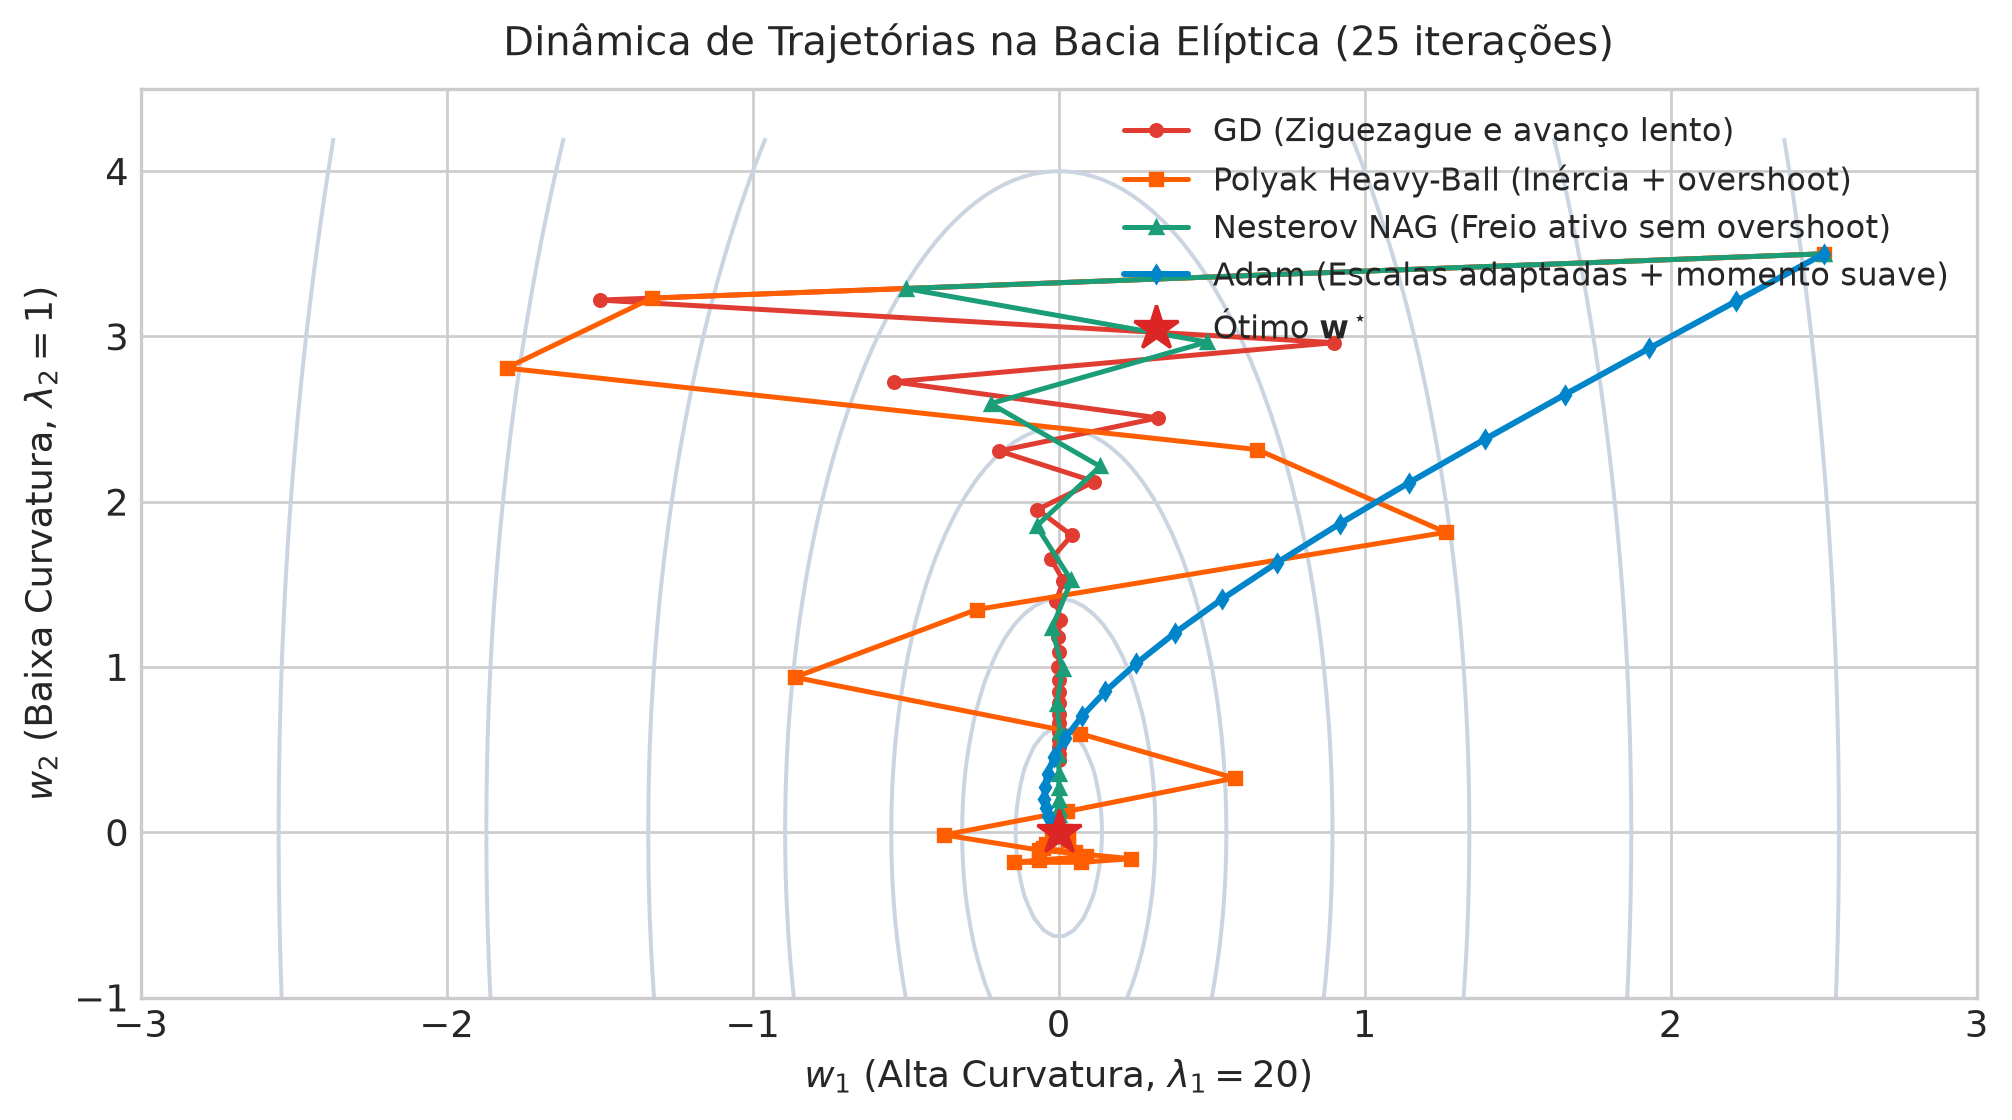 Dinâmica de Trajetórias na Bacia Elíptica (25 iterações)
GD (Ziguezague e avanço lento)
Polyak Heavy-Ball (Inércia + overshoot)
Nesterov NAG (Freio ativo sem overshoot)
Adam (Escalas adaptadas + momento suave)
Ótimo w⋆
w₂ (Baixa Curvatura, λ₂ = 1)
4
3
2
1
0
−1
−3
−2
−1
0
1
2
3
w₁ (Alta Curvatura, λ₁ = 20)